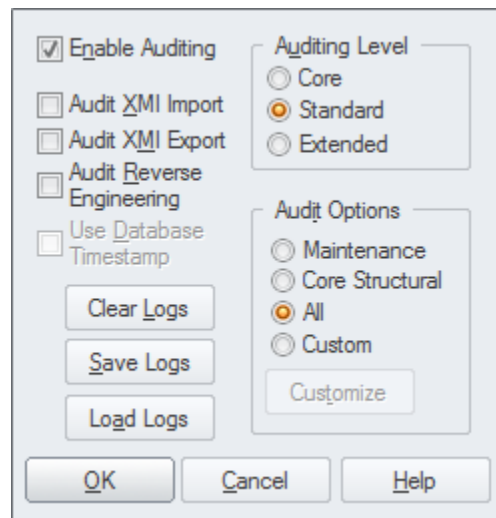 Enable Auditing
Audit XMI Import
Audit XMI Export
Audit Reverse
Engineering
Use Database
Timestamp
Clear Logs
Save Logs
Load Logs
Auditing Level
Core
Standard
Extended
Audit Options
Maintenance
Core Structural
All
Custom
Customize
OK
Cancel
Help